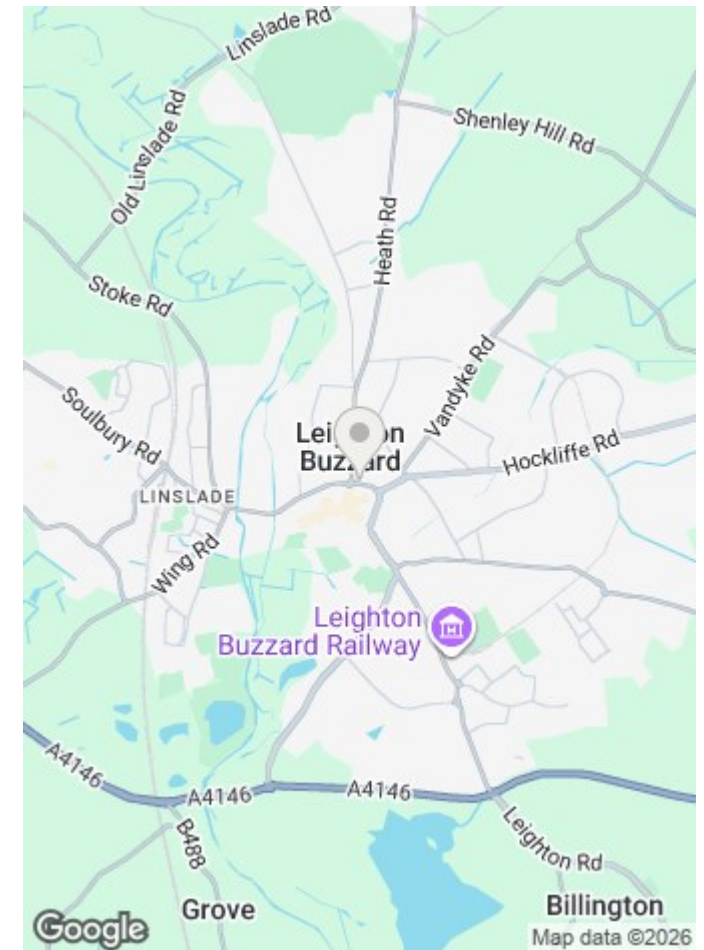 Linslade Rd
Old Linslade Rd
Shenley Hill Rd
Heath Rd
Stoke Rd
Vandyke Rd
Soulbury Rd
Buzzard
Hockliffe Rd
LINSLADE
Wing Rd
Leighton
Buzzard Railway
A4146
A4146
A4146
B488
Leighton Rd
Grove
Billington
Google
Map data ©2026